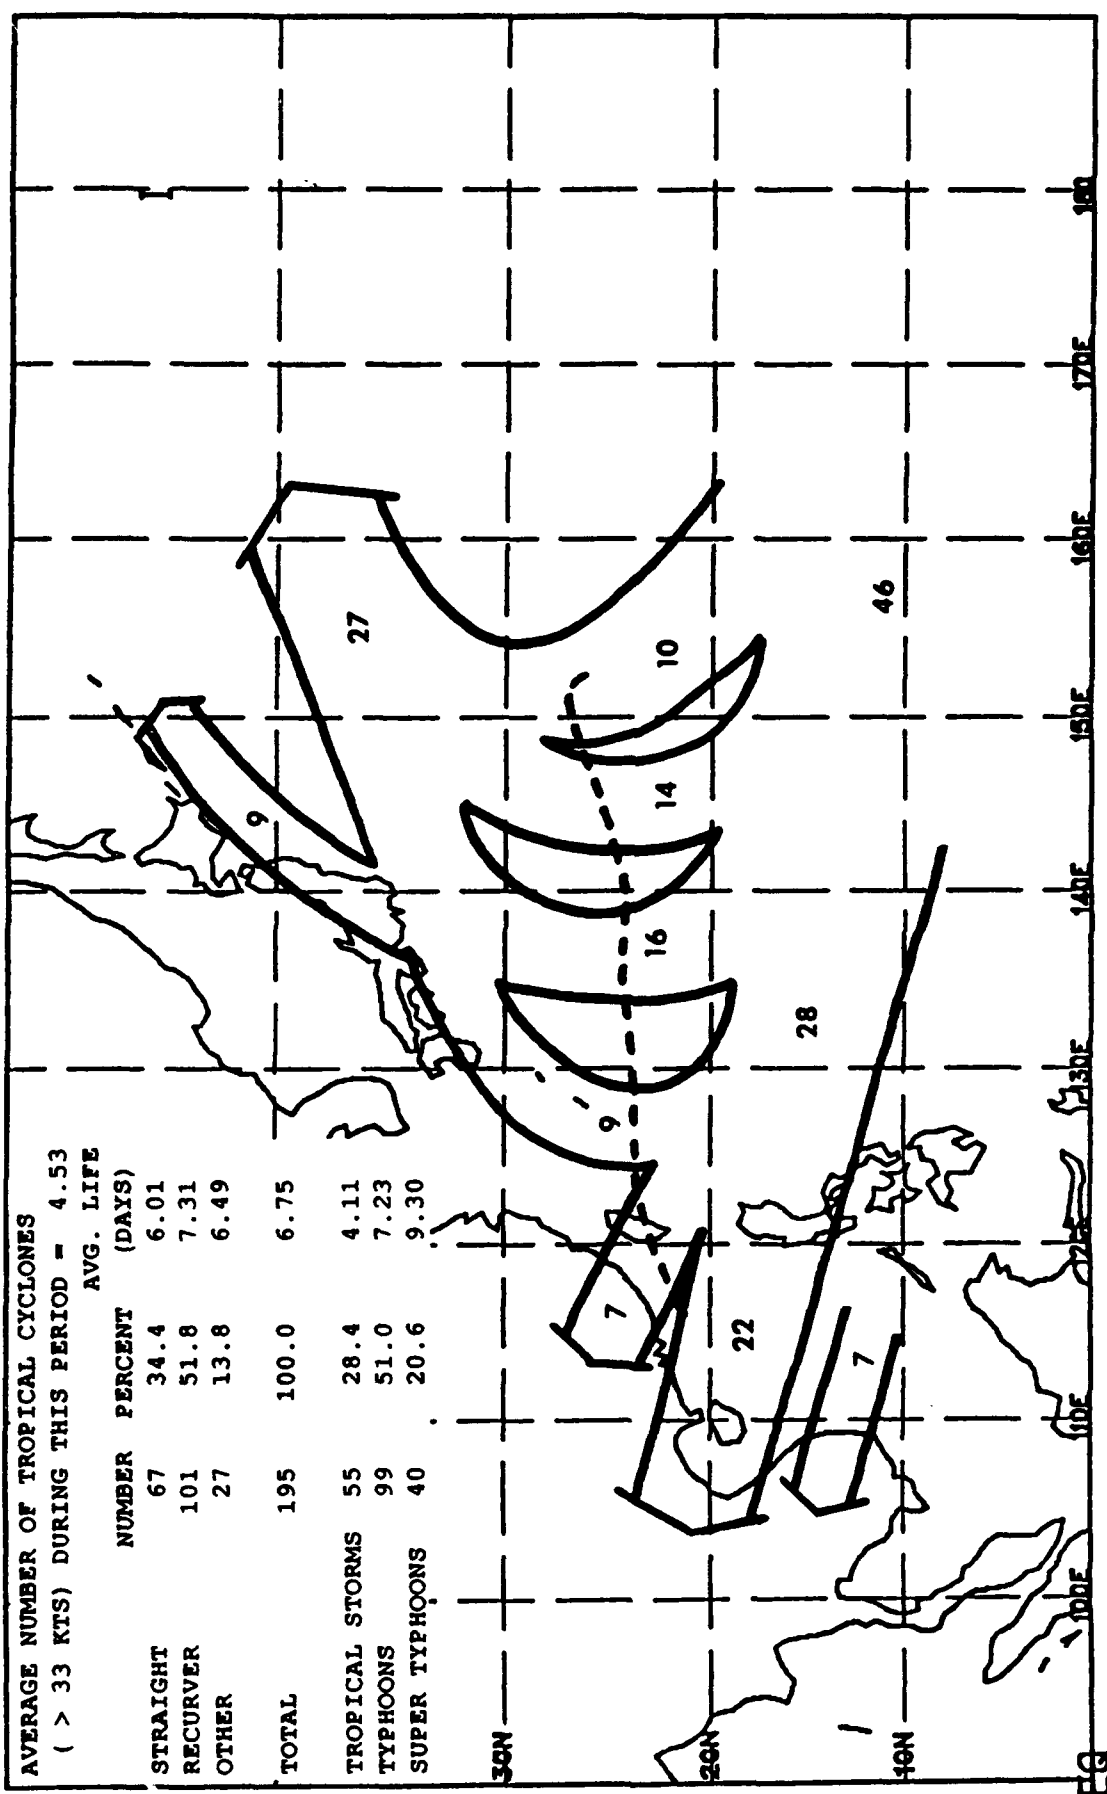 AVERAGE NUMBER OF TROPICAL CYCLONES
( > 33 KTS) DURING THIS PERIOD = 4.53
AVG. LIFE
NUMBER PERCENT (DAYS)
STRAIGHT 67 34.4 6.01
RECURVER 101 51.8 7.31
OTHER 27 13.8 6.49
TOTAL 195 100.0 6.75
TROPICAL STORMS 55 28.4 4.11
TYPHOONS 99 51.0 7.23
SUPER TYPHOONS 40 20.6 9.30
9
27
7
9
16
14
10
22
28
46
7
30N
20N
10N
EQ
100E
110E
120E
130E
140E
150E
160E
170E
180